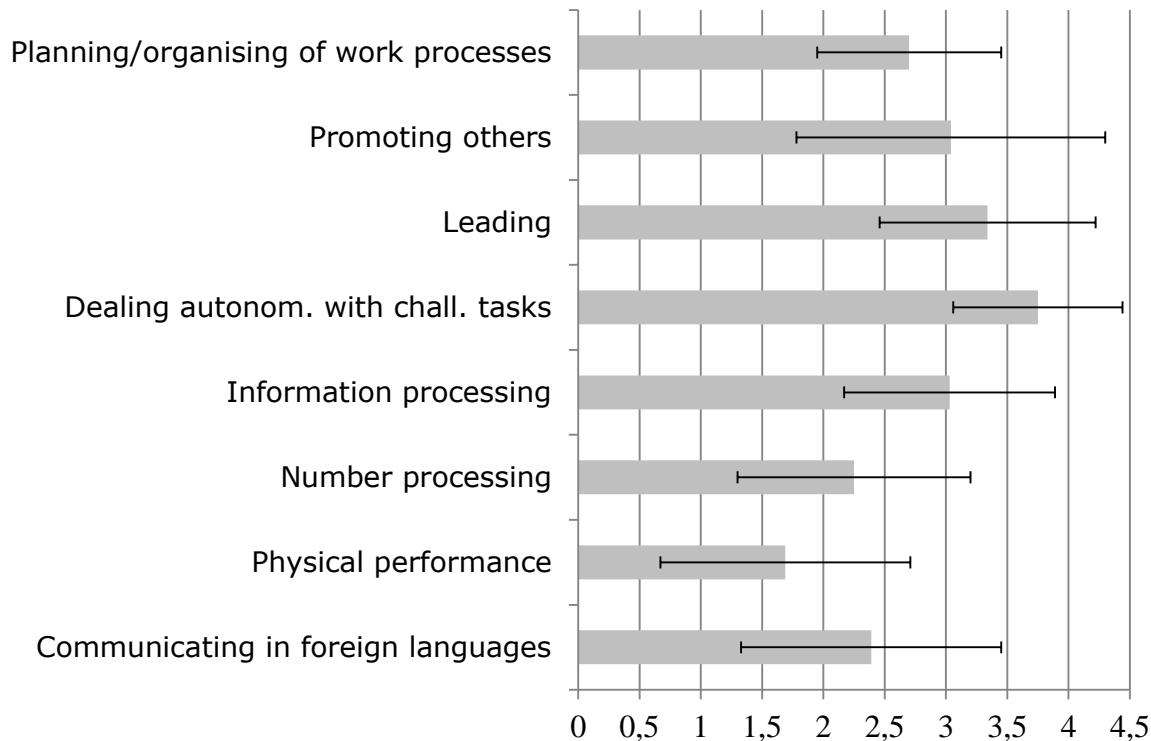 Planning/organising of work processes
Promoting others
Leading
Dealing autonom. with chall. tasks
Information processing
Number processing
Physical performance
Communicating in foreign languages
0 0,5 1 1,5 2 2,5 3 3,5 4 4,5